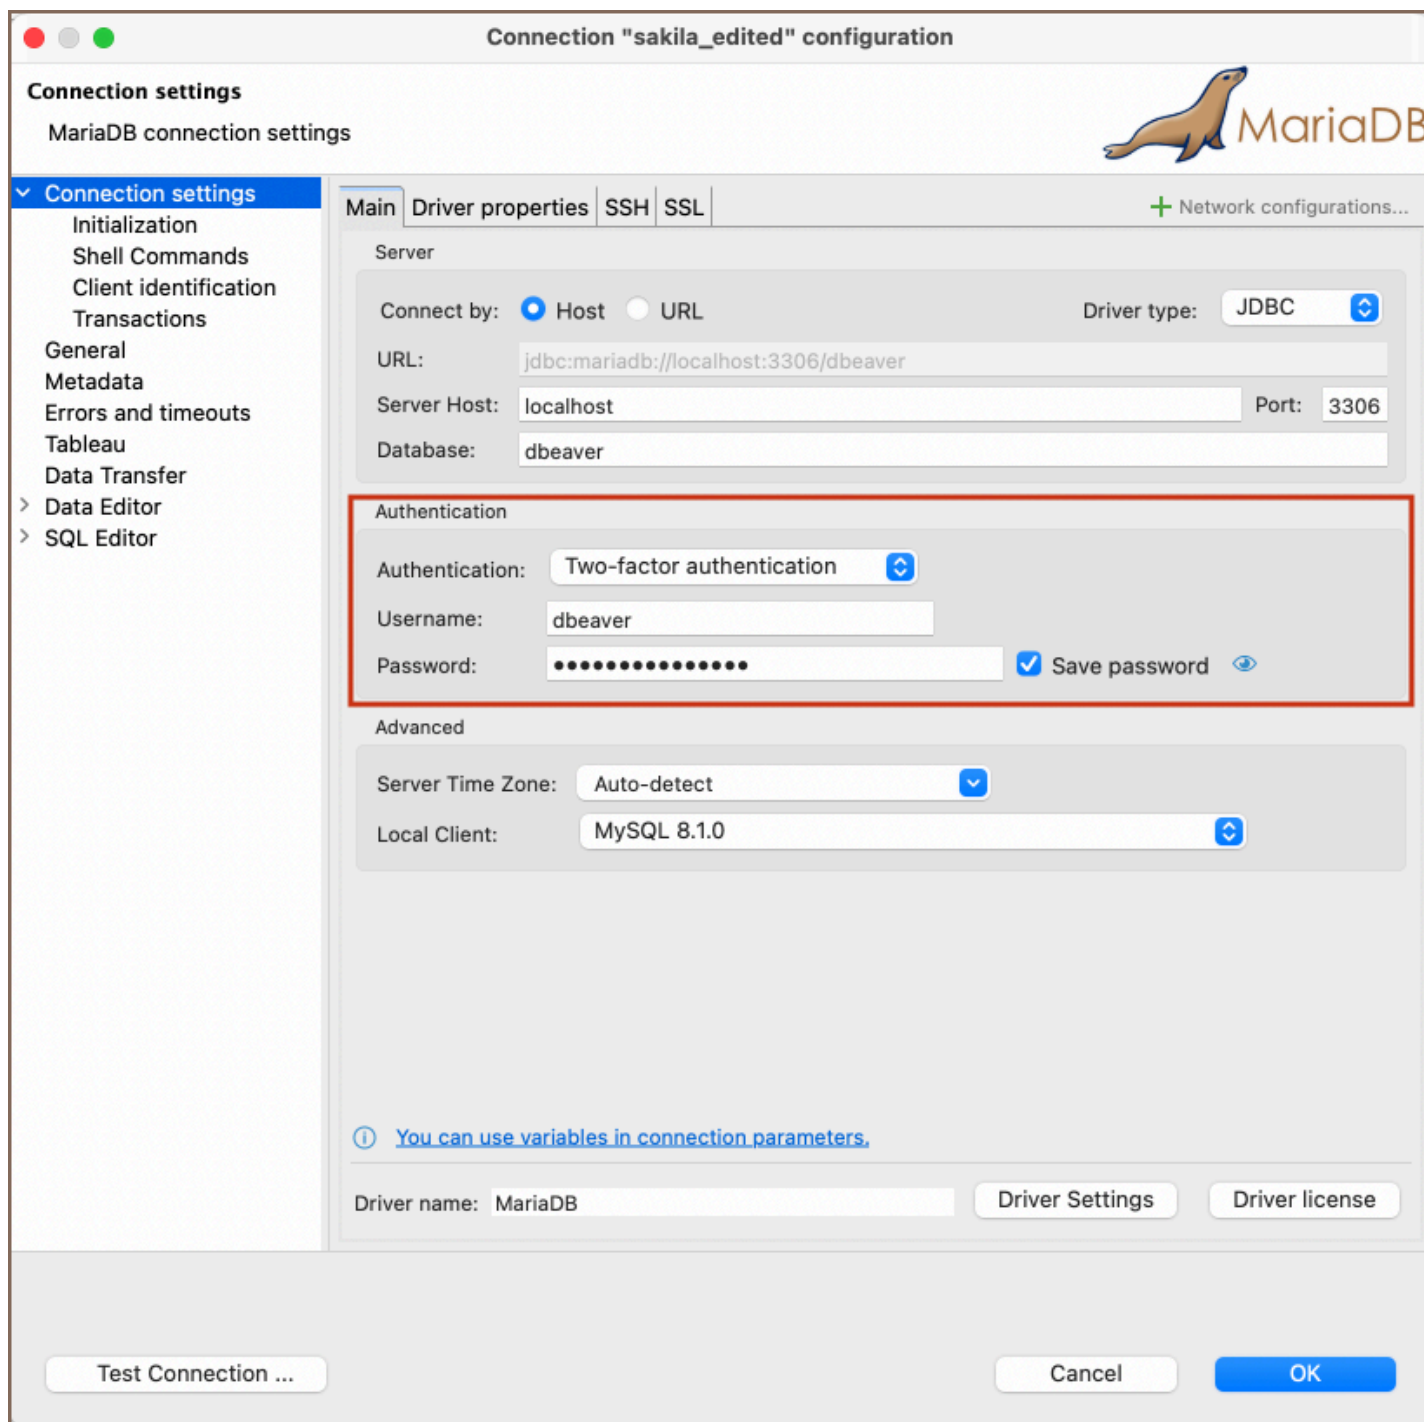 Connection "sakila_edited" configuration
Connection settings
MariaDB connection settings
MariaDB
Connection settings
Initialization
Shell Commands
Client identification
Transactions
General
Metadata
Errors and timeouts
Tableau
Data Transfer
Data Editor
SQL Editor
Main Driver properties SSH SSL Network configurations...
Server
Connect by: Host URL Driver type: JDBC
URL: jdbc:mariadb://localhost:3306/dbeaver
Server Host: localhost Port: 3306
Database: dbeaver
Authentication
Authentication: Two-factor authentication
Username: dbeaver
Password: ••••••••••••••• Save password
Advanced
Server Time Zone: Auto-detect
Local Client: MySQL 8.1.0
You can use variables in connection parameters.
Driver name: MariaDB Driver Settings Driver license
Test Connection ... Cancel OK